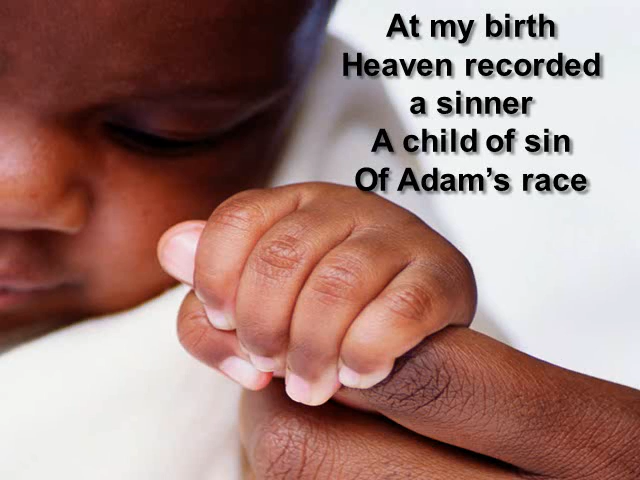 At my birth
Heaven recorded
a sinner
A child of sin
Of Adam’s race